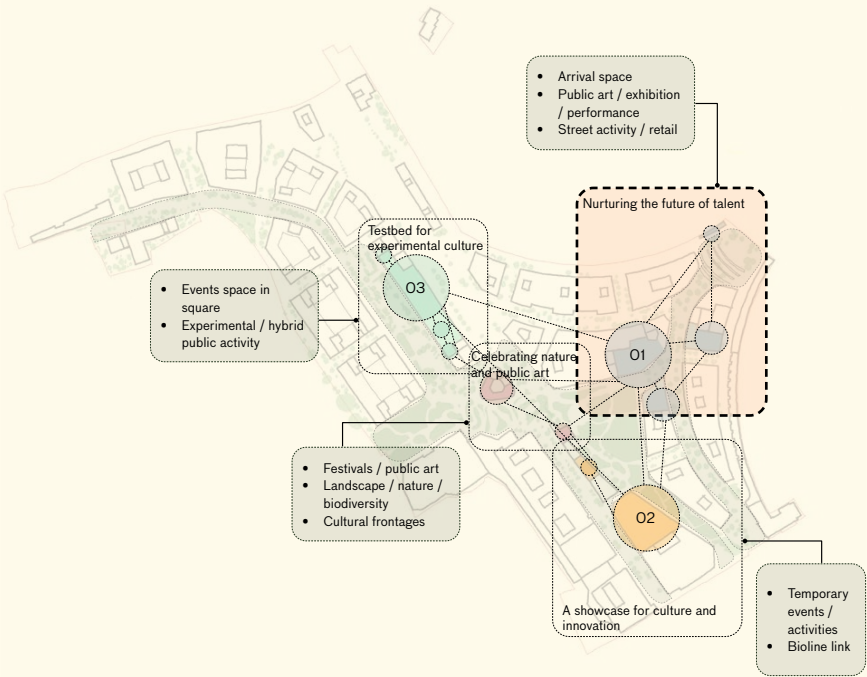 • Arrival space
• Public art / exhibition
/ performance
• Street activity / retail
Nurturing the future of talent
Testbed for
experimental culture
03
• Events space in
square
• Experimental / hybrid
public activity
01
Celebrating nature
and public art
• Festivals / public art
• Landscape / nature /
biodiversity
• Cultural frontages
02
A showcase for culture and
innovation
• Temporary
events /
activities
• Bioline link